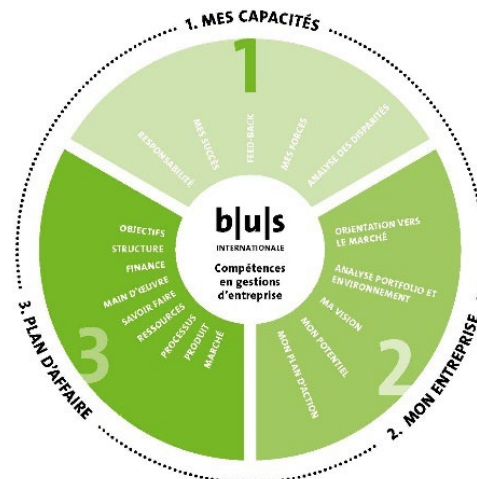 1. MES CAPACITÉS
1
RESPONSABILITÉ
MES SUCCÈS
FEED-BACK
MES FORCES
ANALYSE DES DISPARITÉS
b|u|s
INTERNATIONALE
Compétences
en gestions
d'entreprise
ORIENTATION VERS
LE MARCHÉ
ANALYSE PORTFOLIO ET
ENVIRONNEMENT
MA VISION
MON POTENTIEL
MON PLAN D'ACTION
2
2. MON ENTREPRISE
OBJECTIFS
STRUCTURE
FINANCE
MAIN D'ŒUVRE
SAVOIR FAIRE
RESSOURCES
PROCESSUS
PRODUIT
MARCHÉ
3
3. PLAN D'AFFAIRE